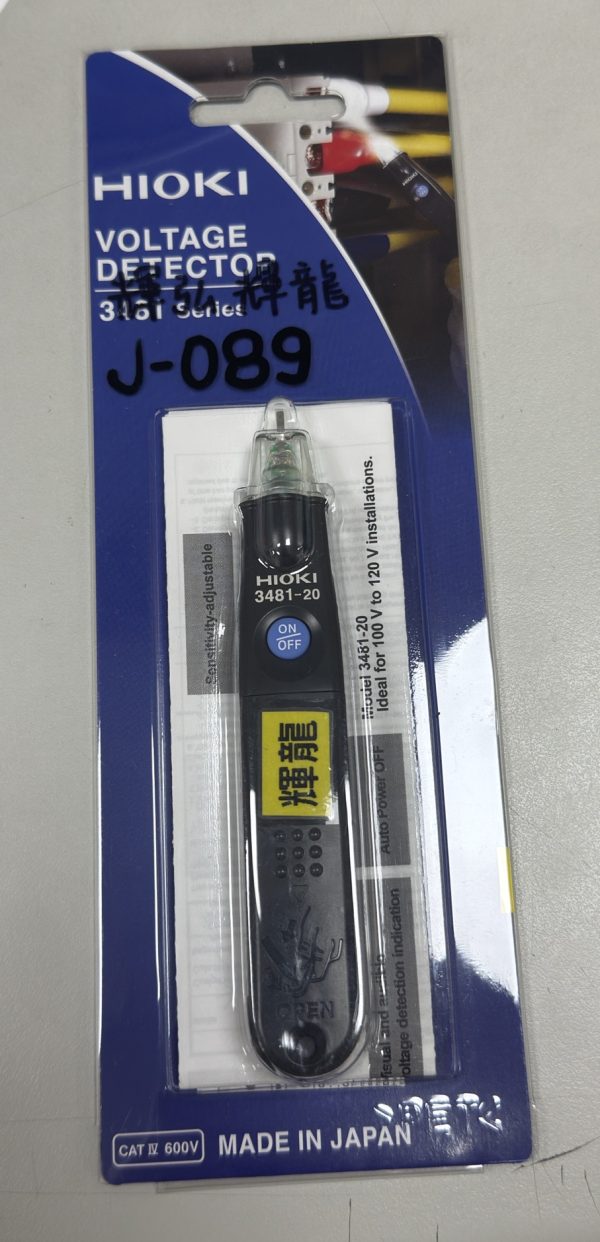 HIOKI
VOLTAGE
DETECTOR
輝弘 輝龍
3481 Series
J-089
HIOKI
3481-20
ON
OFF
Sensitivity-adjustable
Model 3481-20
Ideal for 100 V to 120 V installations.
輝龍
Auto Power OFF
Visual and audible
voltage detection indication
OPEN
CAT IV 600V
MADE IN JAPAN